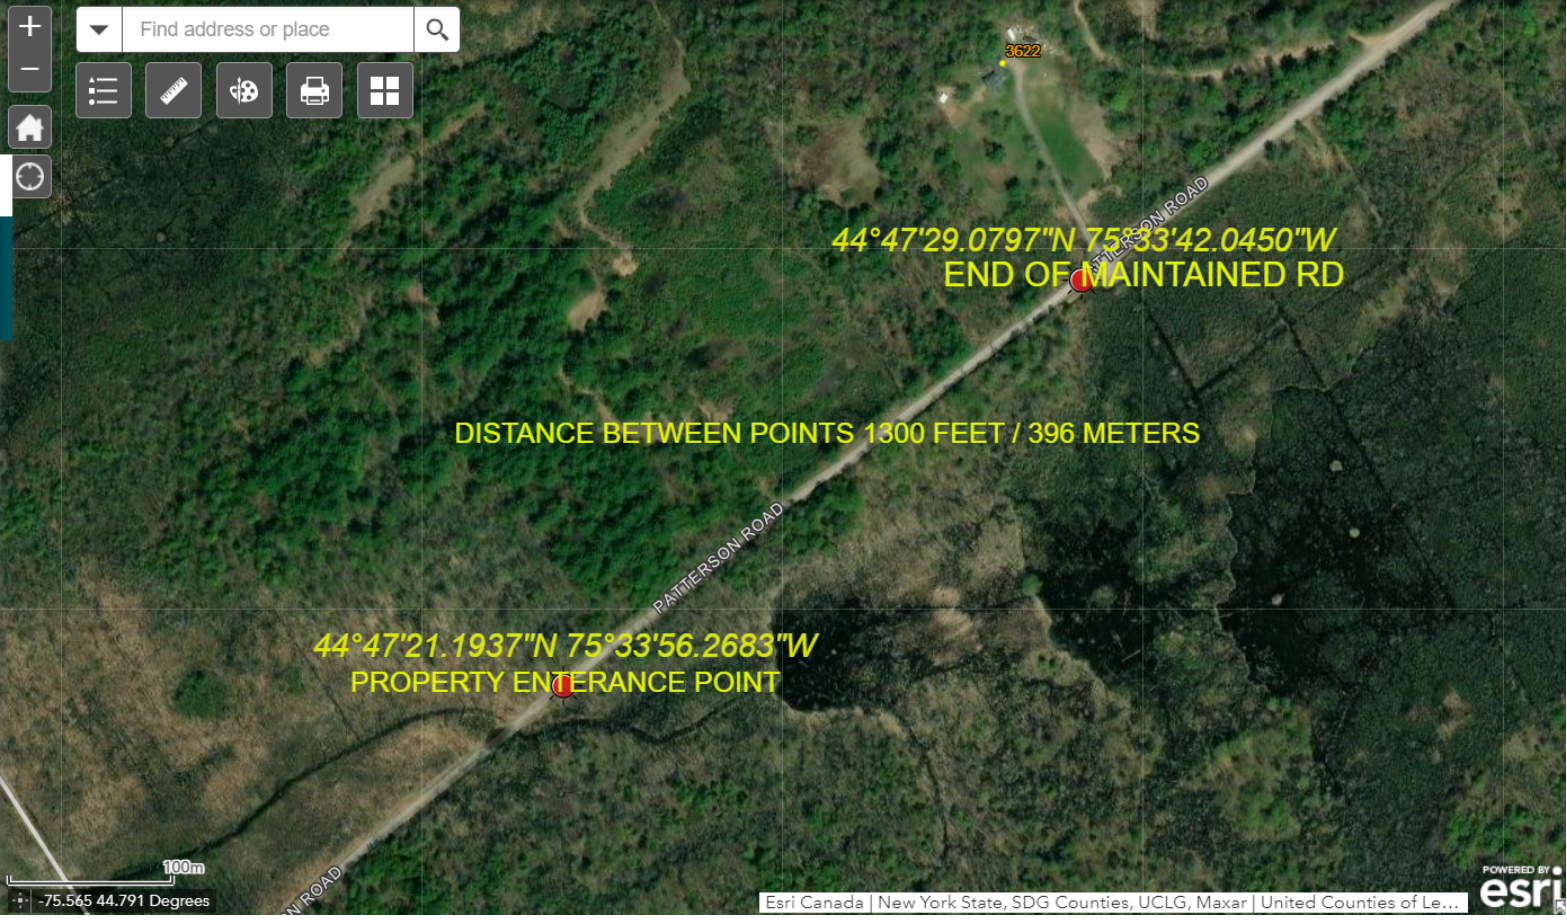 +
Find address or place
−
3622
PATTERSON ROAD
44°47'29.0797"N 75°33'42.0450"W
END OF MAINTAINED RD
DISTANCE BETWEEN POINTS 1300 FEET / 396 METERS
PATTERSON ROAD
44°47'21.1937"N 75°33'56.2683"W
PROPERTY ENTERANCE POINT
100m
ON ROAD
-75.565 44.791 Degrees
Esri Canada | New York State, SDG Counties, UCLG, Maxar | United Counties of Le...
POWERED BY
esri